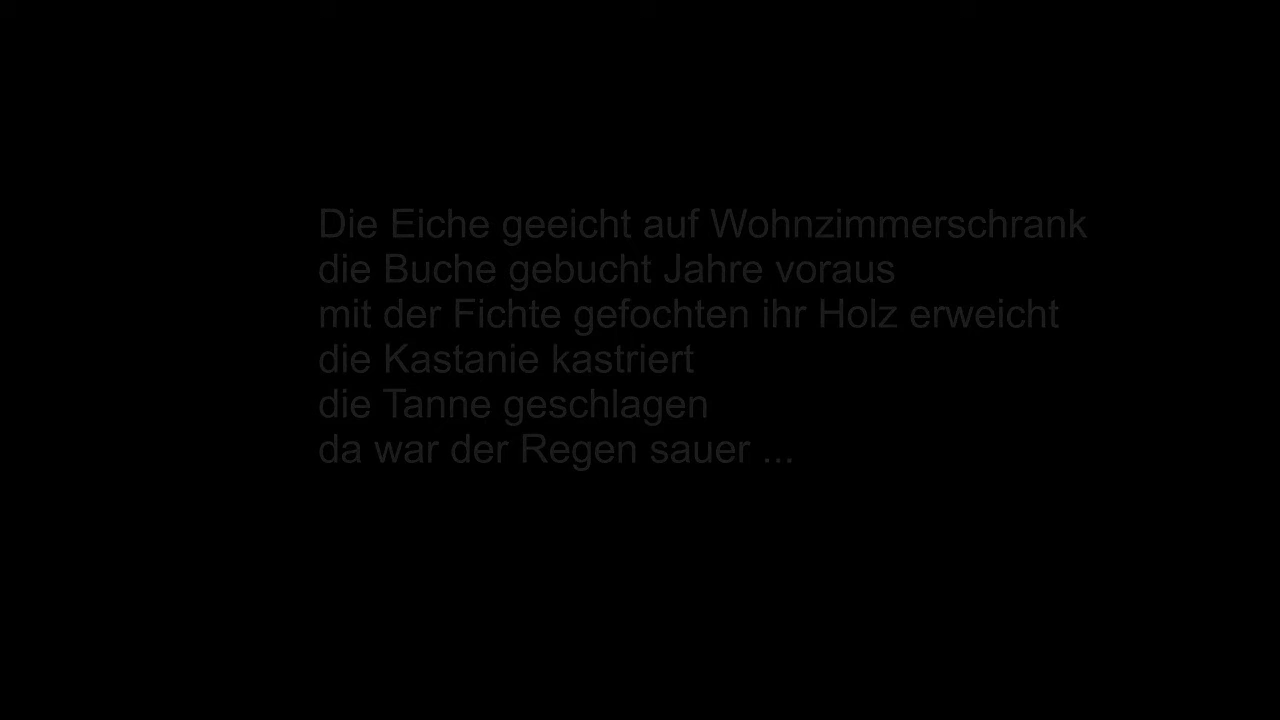 Die Eiche geeicht auf Wohnzimmerschrank
die Buche gebucht Jahre voraus
mit der Fichte gefochten ihr Holz erweicht
die Kastanie kastriert
die Tanne geschlagen
da war der Regen sauer ...